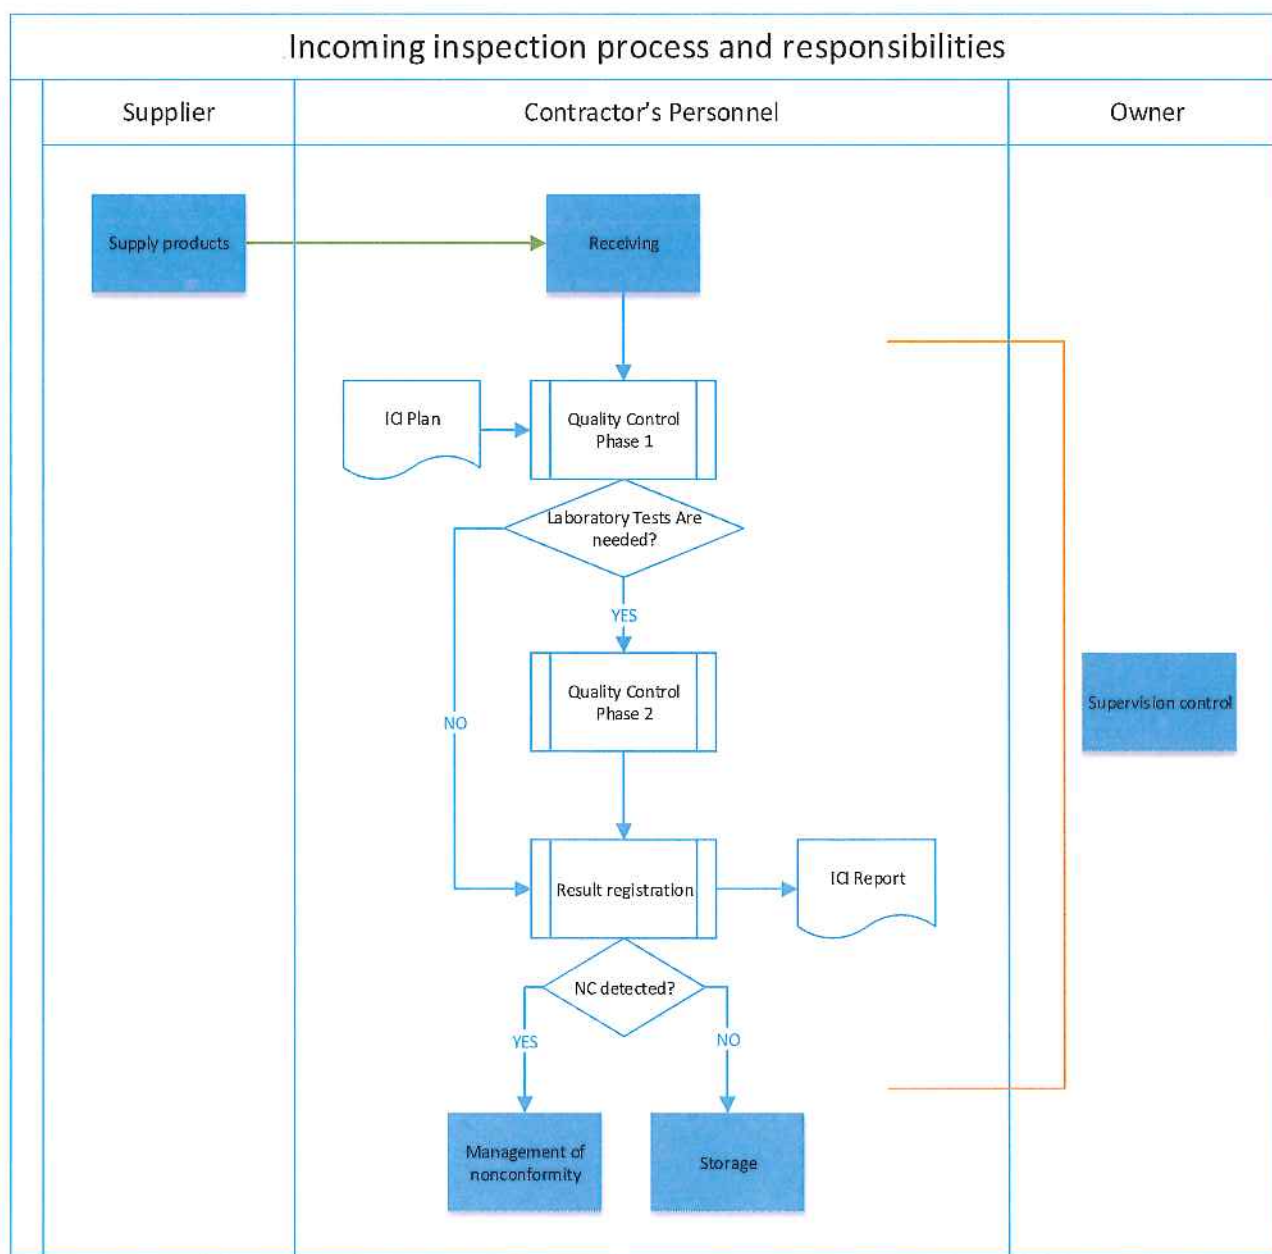 Incoming inspection process and responsibilities
Supplier
Contractor's Personnel
Owner
Supply products
Receiving
ICI Plan
Quality Control
Phase 1
Laboratory Tests Are
needed?
YES
Quality Control
Phase 2
NO
Supervision control
Result registration
ICI Report
NC detected?
YES
NO
Management of
nonconformity
Storage